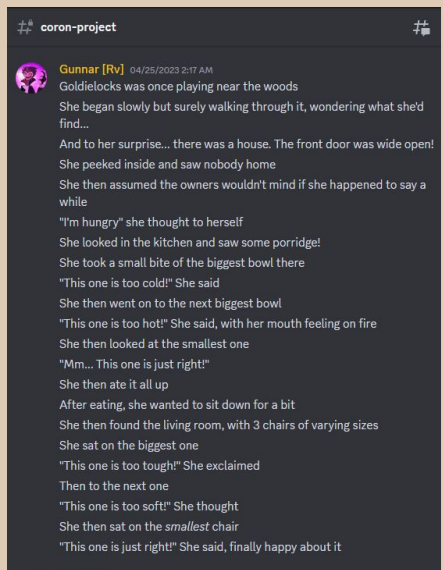 coron-project
Gunnar [Rv] 04/25/2023 2:17 AM
Goldielocks was once playing near the woods
She began slowly but surely walking through it, wondering what she'd
find...
And to her surprise... there was a house. The front door was wide open!
She peeked inside and saw nobody home
She then assumed the owners wouldn't mind if she happened to say a
while
"I'm hungry" she thought to herself
She looked in the kitchen and saw some porridge!
She took a small bite of the biggest bowl there
"This one is too cold!" She said
She then went on to the next biggest bowl
"This one is too hot!" She said, with her mouth feeling on fire
She then looked at the smallest one
"Mm... This one is just right!"
She then ate it all up
After eating, she wanted to sit down for a bit
She then found the living room, with 3 chairs of varying sizes
She sat on the biggest one
"This one is too tough!" She exclaimed
Then to the next one
"This one is too soft!" She thought
She then sat on the smallest chair
"This one is just right!" She said, finally happy about it